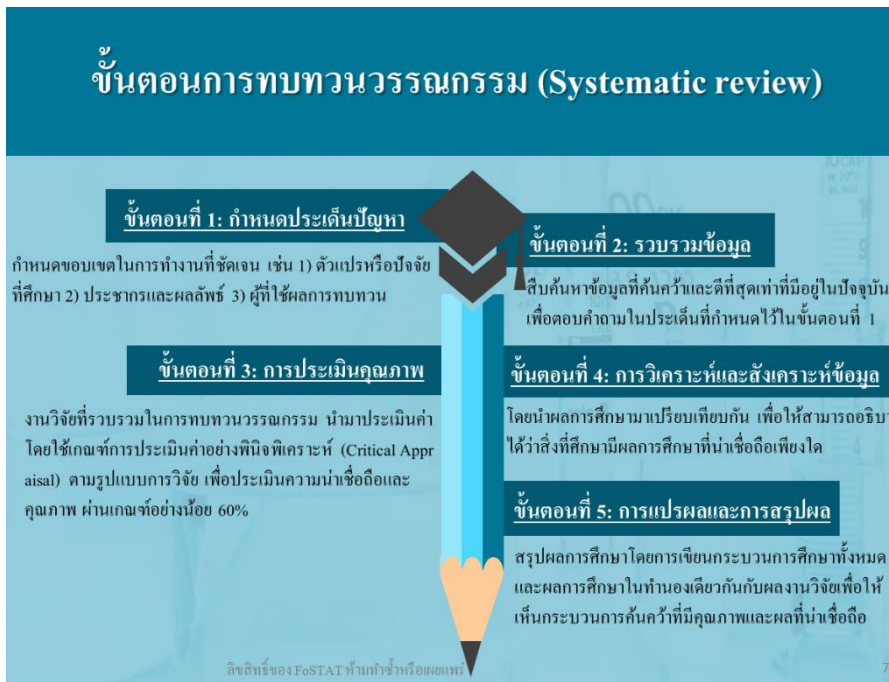 ขั้นตอนการทบทวนวรรณกรรม (Systematic review)
ขั้นตอนที่ 1: กำหนดประเด็นปัญหา
กำหนดขอบเขตในการทำงานที่ชัดเจน เช่น 1) ตัวแปรหรือปัจจัย
ที่ศึกษา 2) ประชากรและผลลัพธ์ 3) ผู้ที่ใช้ผลการทบทวน
ขั้นตอนที่ 2: รวบรวมข้อมูล
สืบค้นหาข้อมูลที่ค้นคว้าและดีที่สุดเท่าที่มีอยู่ในปัจจุบัน
เพื่อตอบคำถามในประเด็นที่กำหนดไว้ในขั้นตอนที่ 1
ขั้นตอนที่ 3: การประเมินคุณภาพ
งานวิจัยที่รวบรวมในการทบทวนวรรณกรรม นำมาประเมินค่า
โดยใช้เกณฑ์การประเมินค่าอย่างพินิจพิเคราะห์ (Critical Appr
aisal) ตามรูปแบบการวิจัย เพื่อประเมินความน่าเชื่อถือและ
คุณภาพ ผ่านเกณฑ์อย่างน้อย 60%
ขั้นตอนที่ 4: การวิเคราะห์และสังเคราะห์ข้อมูล
โดยนำผลการศึกษามาเปรียบเทียบกัน เพื่อให้สามารถอธิบา
ได้ว่าสิ่งที่ศึกษามีผลการศึกษาที่น่าเชื่อถือเพียงใด
ขั้นตอนที่ 5: การแปรผลและการสรุปผล
สรุปผลการศึกษาโดยการเขียนกระบวนการศึกษาทั้งหมด
และผลการศึกษาในทำนองเดียวกันกับผลงานวิจัยเพื่อให้
เห็นกระบวนการค้นคว้าที่มีคุณภาพและผลที่น่าเชื่อถือ
ลิขสิทธิ์ของ FoSTAT ห้ามทำซ้ำหรือเผยแพร่
7